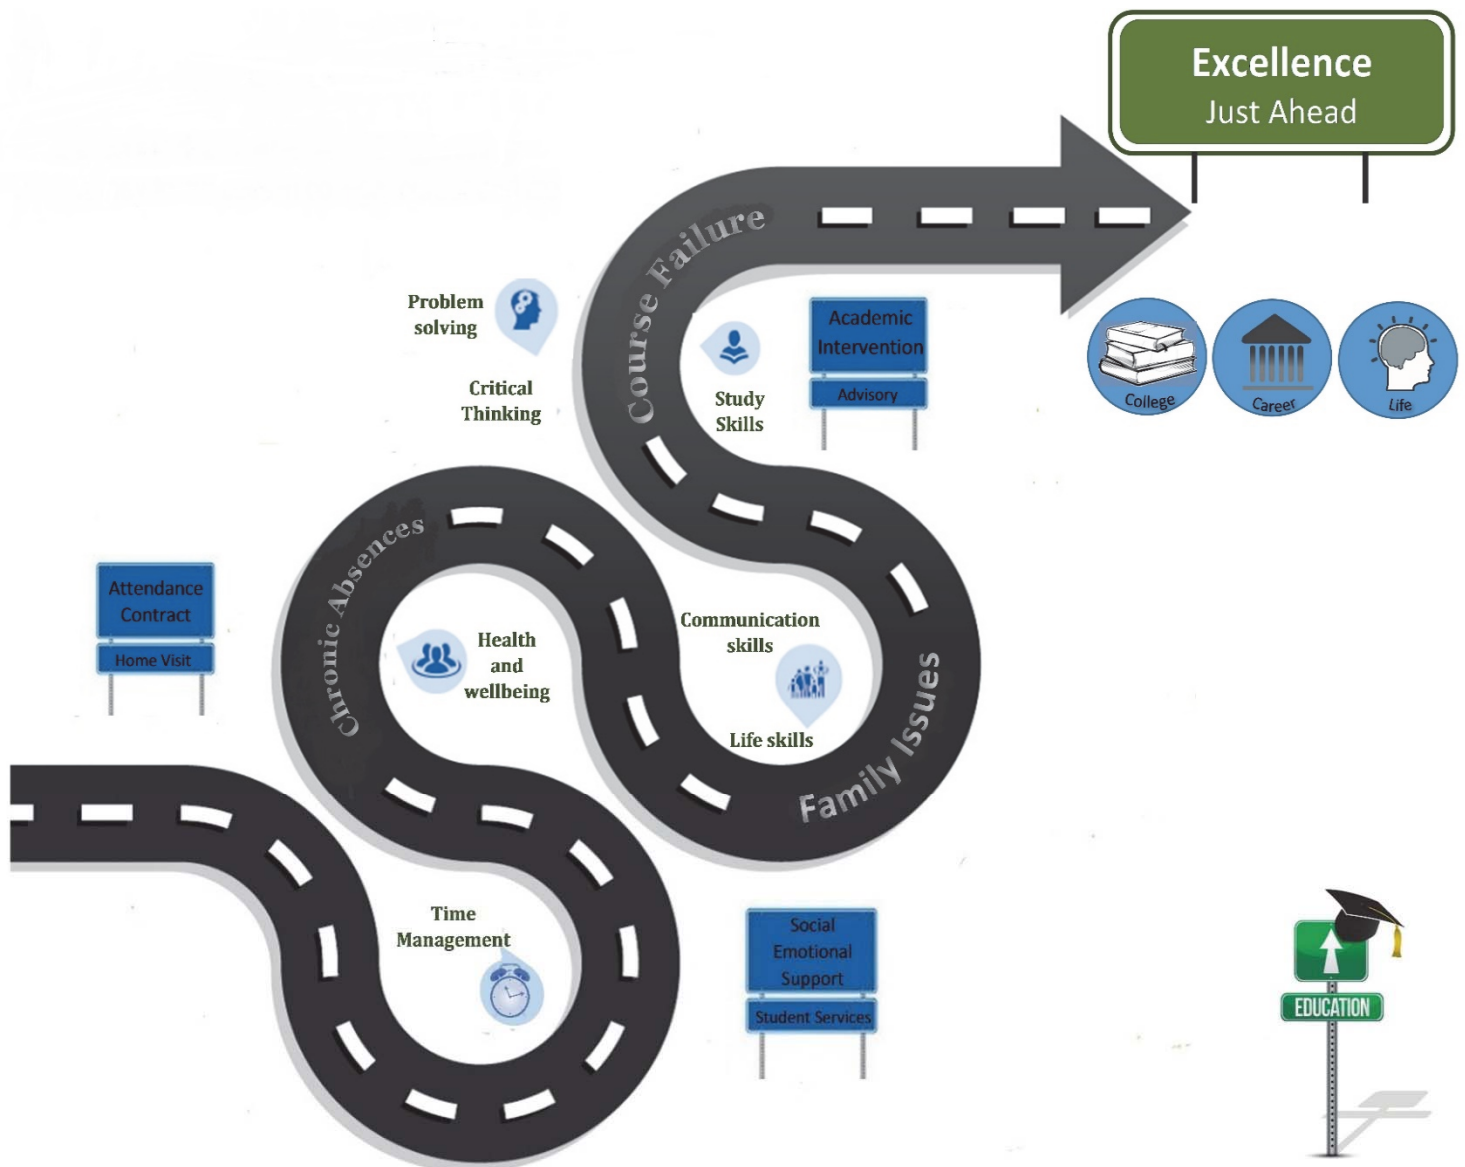 Excellence
Just Ahead
Course Failure
Problem
solving
Critical
Thinking
Study
Skills
Academic
Intervention
Advisory
College
Career
Life
Chronic Absences
Attendance
Contract
Home Visit
Health
and
wellbeing
Communication
skills
Life skills
Family Issues
Time
Management
Social
Emotional
Support
Student Services
EDUCATION